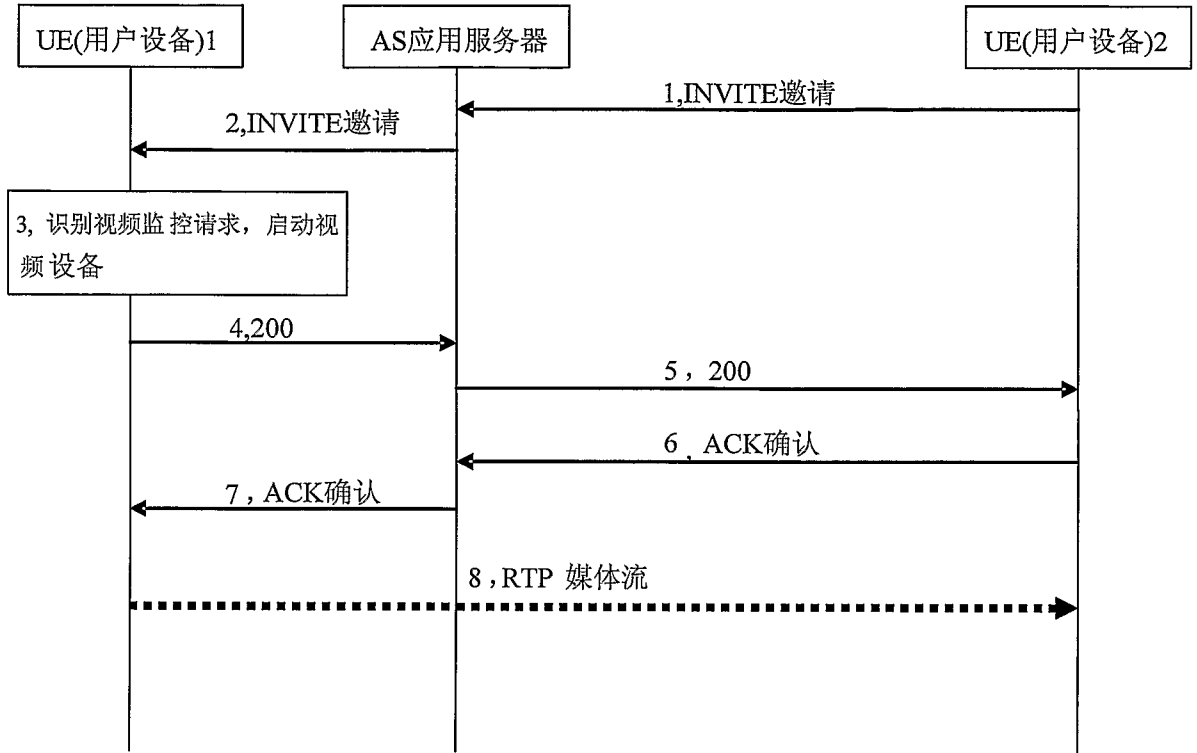 UE(用户设备)1
AS应用服务器
UE(用户设备)2
1,INVITE邀请
2,INVITE邀请
3, 识别视频监控请求，启动视
频设备
4,200
5，200
6，ACK确认
7，ACK确认
8，RTP 媒体流